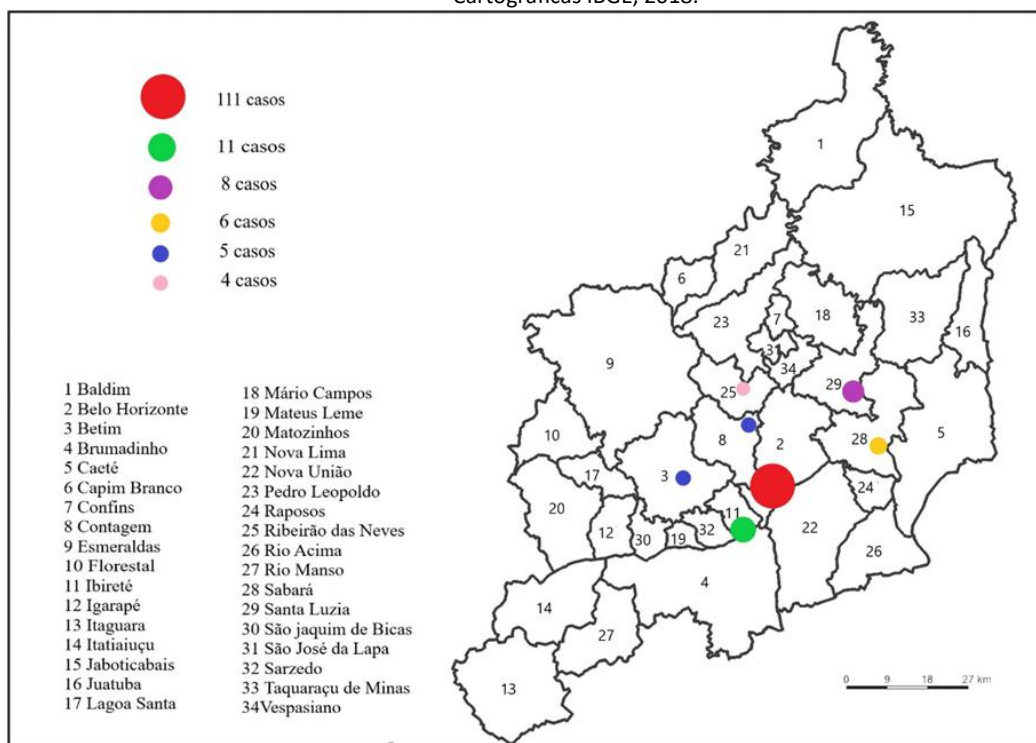 Cartográficas IBGE, 2018.
111 casos
11 casos
8 casos
6 casos
5 casos
4 casos
1 Baldim
2 Belo Horizonte
3 Betim
4 Brumadinho
5 Caeté
6 Capim Branco
7 Confins
8 Contagem
9 Esmeraldas
10 Florestal
11 Ibireté
12 Igarapé
13 Itaguara
14 Itatiaiuçu
15 Jaboticabais
16 Juatuba
17 Lagoa Santa
18 Mário Campos
19 Mateus Leme
20 Matozinhos
21 Nova Lima
22 Nova União
23 Pedro Leopoldo
24 Raposos
25 Ribeirão das Neves
26 Rio Acima
27 Rio Manso
28 Sabará
29 Santa Luzia
30 São jaquim de Bicas
31 São José da Lapa
32 Sarzedo
33 Taquaraçu de Minas
34Vespasiano
1
15
21
6
7
18
33
16
23
31
34
9
29
25
10
8
2
28
5
3
17
24
20
11
12
30
19
32
22
26
4
14
27
13
0 9 18 27 km